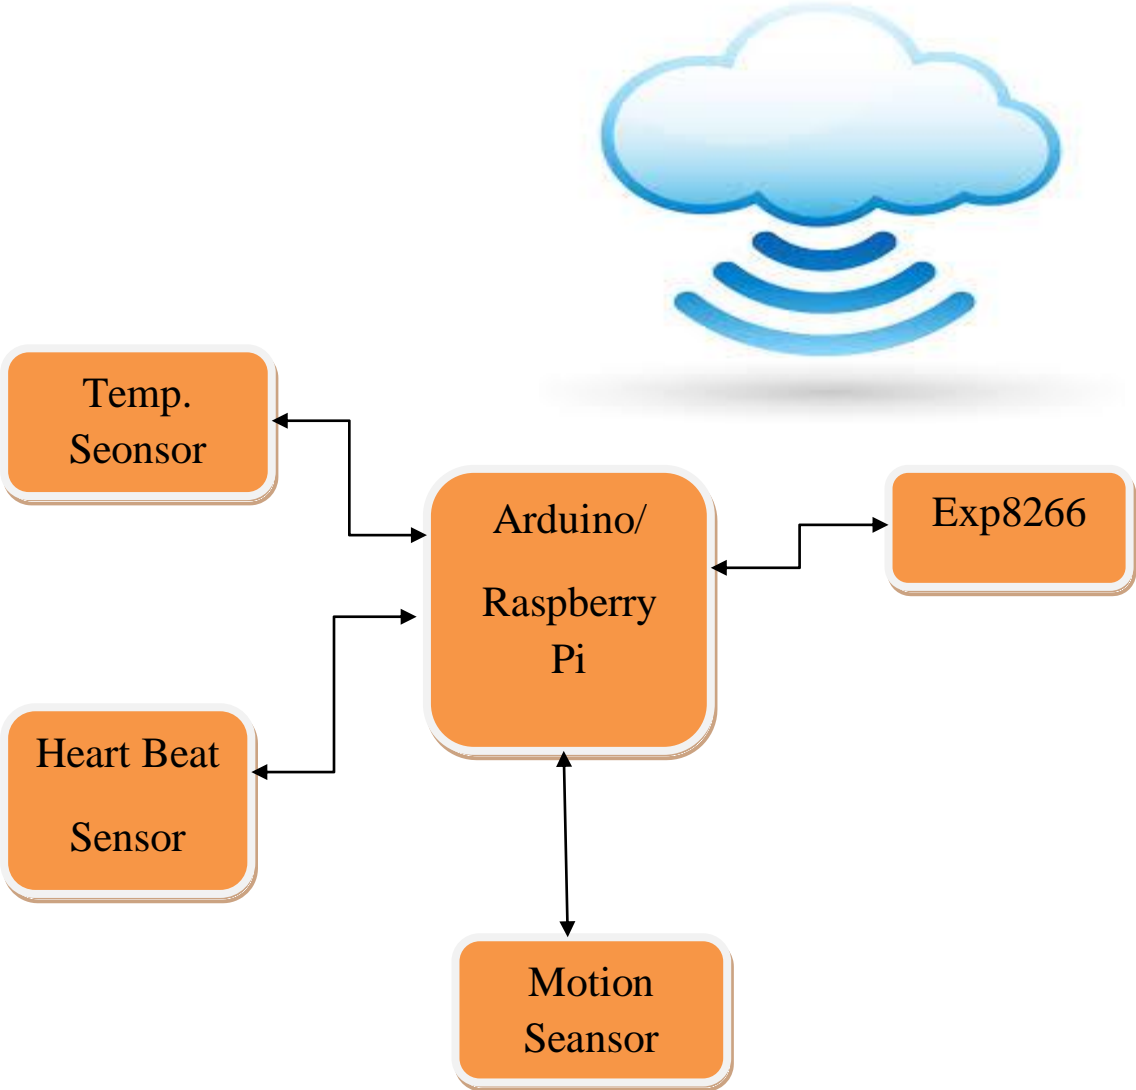 Temp.
Seonsor
Arduino/
Raspberry
Pi
Exp8266
Heart Beat
Sensor
Motion
Seansor